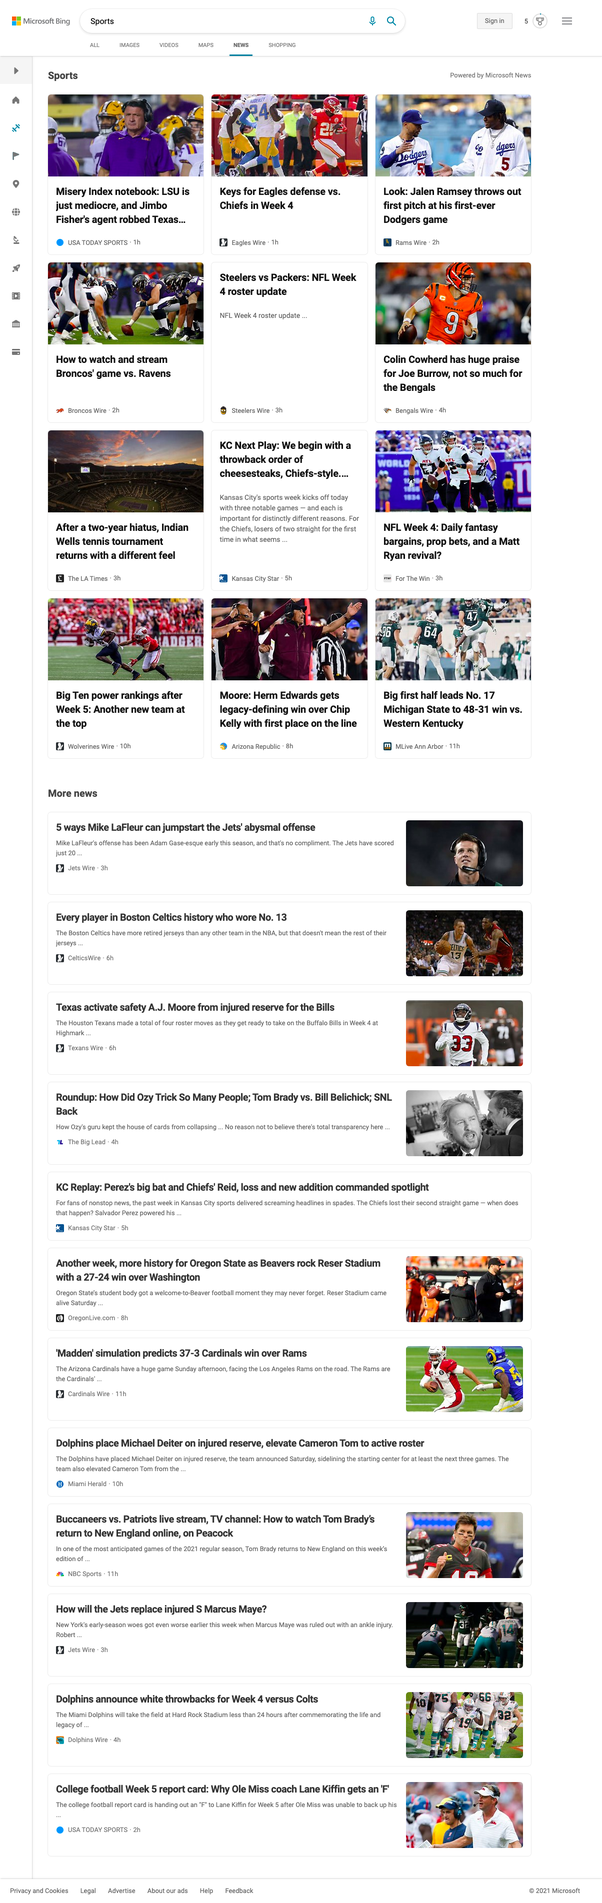 Microsoft Bing
Sports
Sign in
5
ALL IMAGES VIDEOS MAPS NEWS SHOPPING
Sports
Powered by Microsoft News
Misery Index notebook: LSU is
just mediocre, and Jimbo
Fisher's agent robbed Texas...
USA TODAY SPORTS · 1h
Keys for Eagles defense vs.
Chiefs in Week 4
Eagles Wire · 1h
Look: Jalen Ramsey throws out
first pitch at his first-ever
Dodgers game
Rams Wire · 2h
How to watch and stream
Broncos' game vs. Ravens
Broncos Wire · 2h
Steelers vs Packers: NFL Week
4 roster update
NFL Week 4 roster update ...
Steelers Wire · 3h
Colin Cowherd has huge praise
for Joe Burrow, not so much for
the Bengals
Bengals Wire · 4h
After a two-year hiatus, Indian
Wells tennis tournament
returns with a different feel
The LA Times · 3h
KC Next Play: We begin with a
throwback order of
cheesesteaks, Chiefs-style....
Kansas City's sports week kicks off today
with three notable games — and each is
important for distinctly different reasons. For
the Chiefs, losers of two straight for the first
time in what seems ...
Kansas City Star · 5h
NFL Week 4: Daily fantasy
bargains, prop bets, and a Matt
Ryan revival?
For The Win · 3h
Big Ten power rankings after
Week 5: Another new team at
the top
Wolverines Wire · 10h
Moore: Herm Edwards gets
legacy-defining win over Chip
Kelly with first place on the line
Arizona Republic · 8h
Big first half leads No. 17
Michigan State to 48-31 win vs.
Western Kentucky
MLive Ann Arbor · 11h
More news
5 ways Mike LaFleur can jumpstart the Jets' abysmal offense
Mike LaFleur's offense has been Adam Gase-esque early this season, and that's no compliment. The Jets have scored
just 20 ...
Jets Wire · 3h
Every player in Boston Celtics history who wore No. 13
The Boston Celtics have more retired jerseys than any other team in the NBA, but that doesn't mean the rest of their
jerseys ...
CelticsWire · 6h
Texas activate safety A.J. Moore from injured reserve for the Bills
The Houston Texans made a total of four roster moves as they get ready to take on the Buffalo Bills in Week 4 at
Highmark ...
Texans Wire · 6h
Roundup: How Did Ozy Trick So Many People; Tom Brady vs. Bill Belichick; SNL
Back
How Ozy's guru kept the house of cards from collapsing ... No reason not to believe there's total transparency here ...
The Big Lead · 4h
KC Replay: Perez's big bat and Chiefs' Reid, loss and new addition commanded spotlight
For fans of nonstop news, the past week in Kansas City sports delivered screaming headlines in spades. The Chiefs lost their second straight game — when does
that happen? Salvador Perez powered his ...
Kansas City Star · 5h
Another week, more history for Oregon State as Beavers rock Reser Stadium
with a 27-24 win over Washington
Oregon State's student body got a welcome-to-Beaver football moment they may never forget. Reser Stadium came
alive Saturday ...
OregonLive.com · 8h
'Madden' simulation predicts 37-3 Cardinals win over Rams
The Arizona Cardinals have a huge game Sunday afternoon, facing the Los Angeles Rams on the road. The Rams are
the Cardinals' ...
Cardinals Wire · 11h
Dolphins place Michael Deiter on injured reserve, elevate Cameron Tom to active roster
The Dolphins have placed Michael Deiter on injured reserve, the team announced Saturday, sidelining the starting center for at least the next three games. The
team also elevated Cameron Tom from the ...
Miami Herald · 10h
Buccaneers vs. Patriots live stream, TV channel: How to watch Tom Brady's
return to New England online, on Peacock
In one of the most anticipated games of the 2021 regular season, Tom Brady returns to New England on this week's
edition of ...
NBC Sports · 11h
How will the Jets replace injured S Marcus Maye?
New York's early-season woes got even worse earlier this week when Marcus Maye was ruled out with an ankle injury.
Robert ...
Jets Wire · 3h
Dolphins announce white throwbacks for Week 4 versus Colts
The Miami Dolphins will take the field at Hard Rock Stadium less than 24 hours after commemorating the life and
legacy of ...
Dolphins Wire · 4h
College football Week 5 report card: Why Ole Miss coach Lane Kiffin gets an 'F'
The college football report card is handing out an "F" to Lane Kiffin for Week 5 after Ole Miss was unable to back up his
...
USA TODAY SPORTS · 2h
Privacy and Cookies Legal Advertise About our ads Help Feedback
© 2021 Microsoft